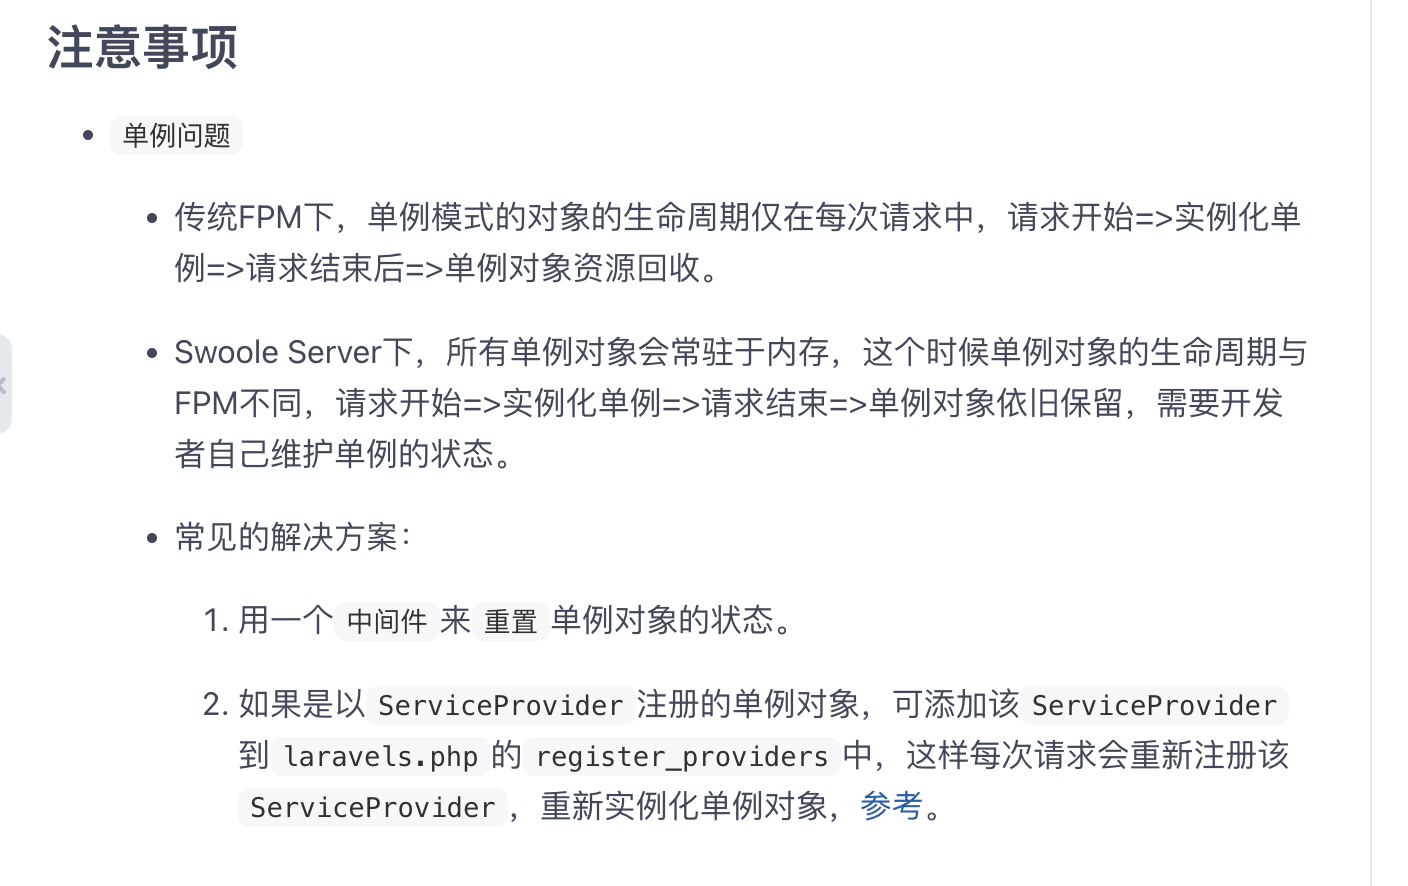 注意事项
单例问题
传统FPM下，单例模式的对象的生命周期仅在每次请求中，请求开始=>实例化单
例=>请求结束后=>单例对象资源回收。
Swoole Server下，所有单例对象会常驻于内存，这个时候单例对象的生命周期与
FPM不同，请求开始=>实例化单例=>请求结束=>单例对象依旧保留，需要开发
者自己维护单例的状态。
常见的解决方案：
1. 用一个 中间件 来 重置 单例对象的状态。
2. 如果是以 ServiceProvider 注册的单例对象，可添加该 ServiceProvider
到 laravels.php 的 register_providers 中，这样每次请求会重新注册该
ServiceProvider ，重新实例化单例对象，参考。